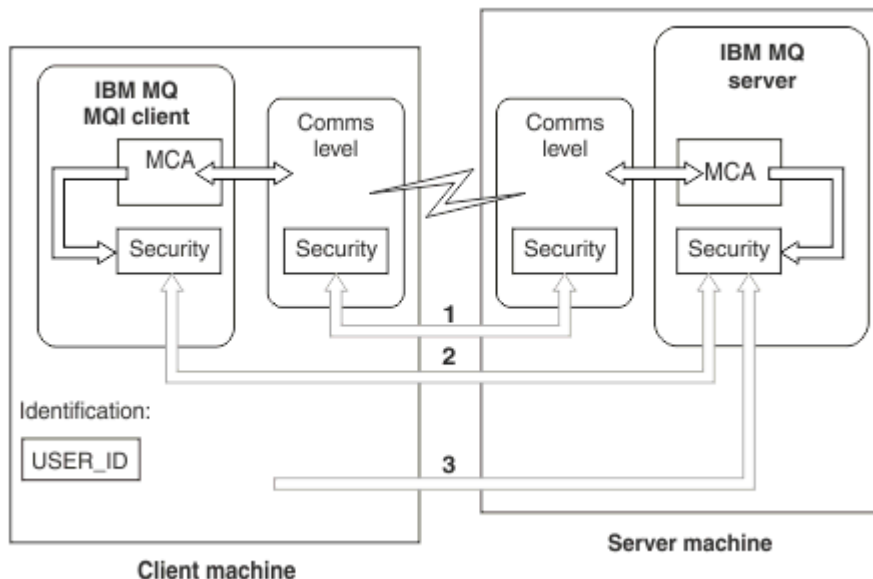 IBM MQ
MQI client
MCA
Security
Comms
level
Security
Comms
level
Security
IBM MQ
server
MCA
Security
1
2
3
Identification:
USER_ID
Client machine
Server machine